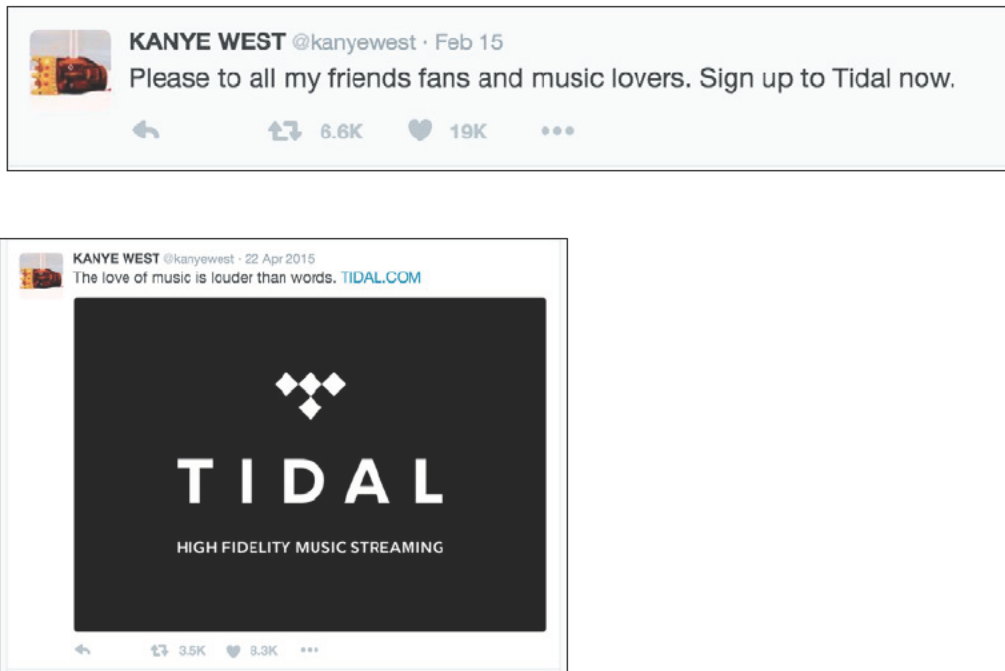 KANYE WEST @kanyewest · Feb 15
Please to all my friends fans and music lovers. Sign up to Tidal now.
6.6K 19K
KANYE WEST @kanyewest · 22 Apr 2015
The love of music is louder than words. TIDAL.COM
TIDAL
HIGH FIDELITY MUSIC STREAMING
3.5K 8.3K